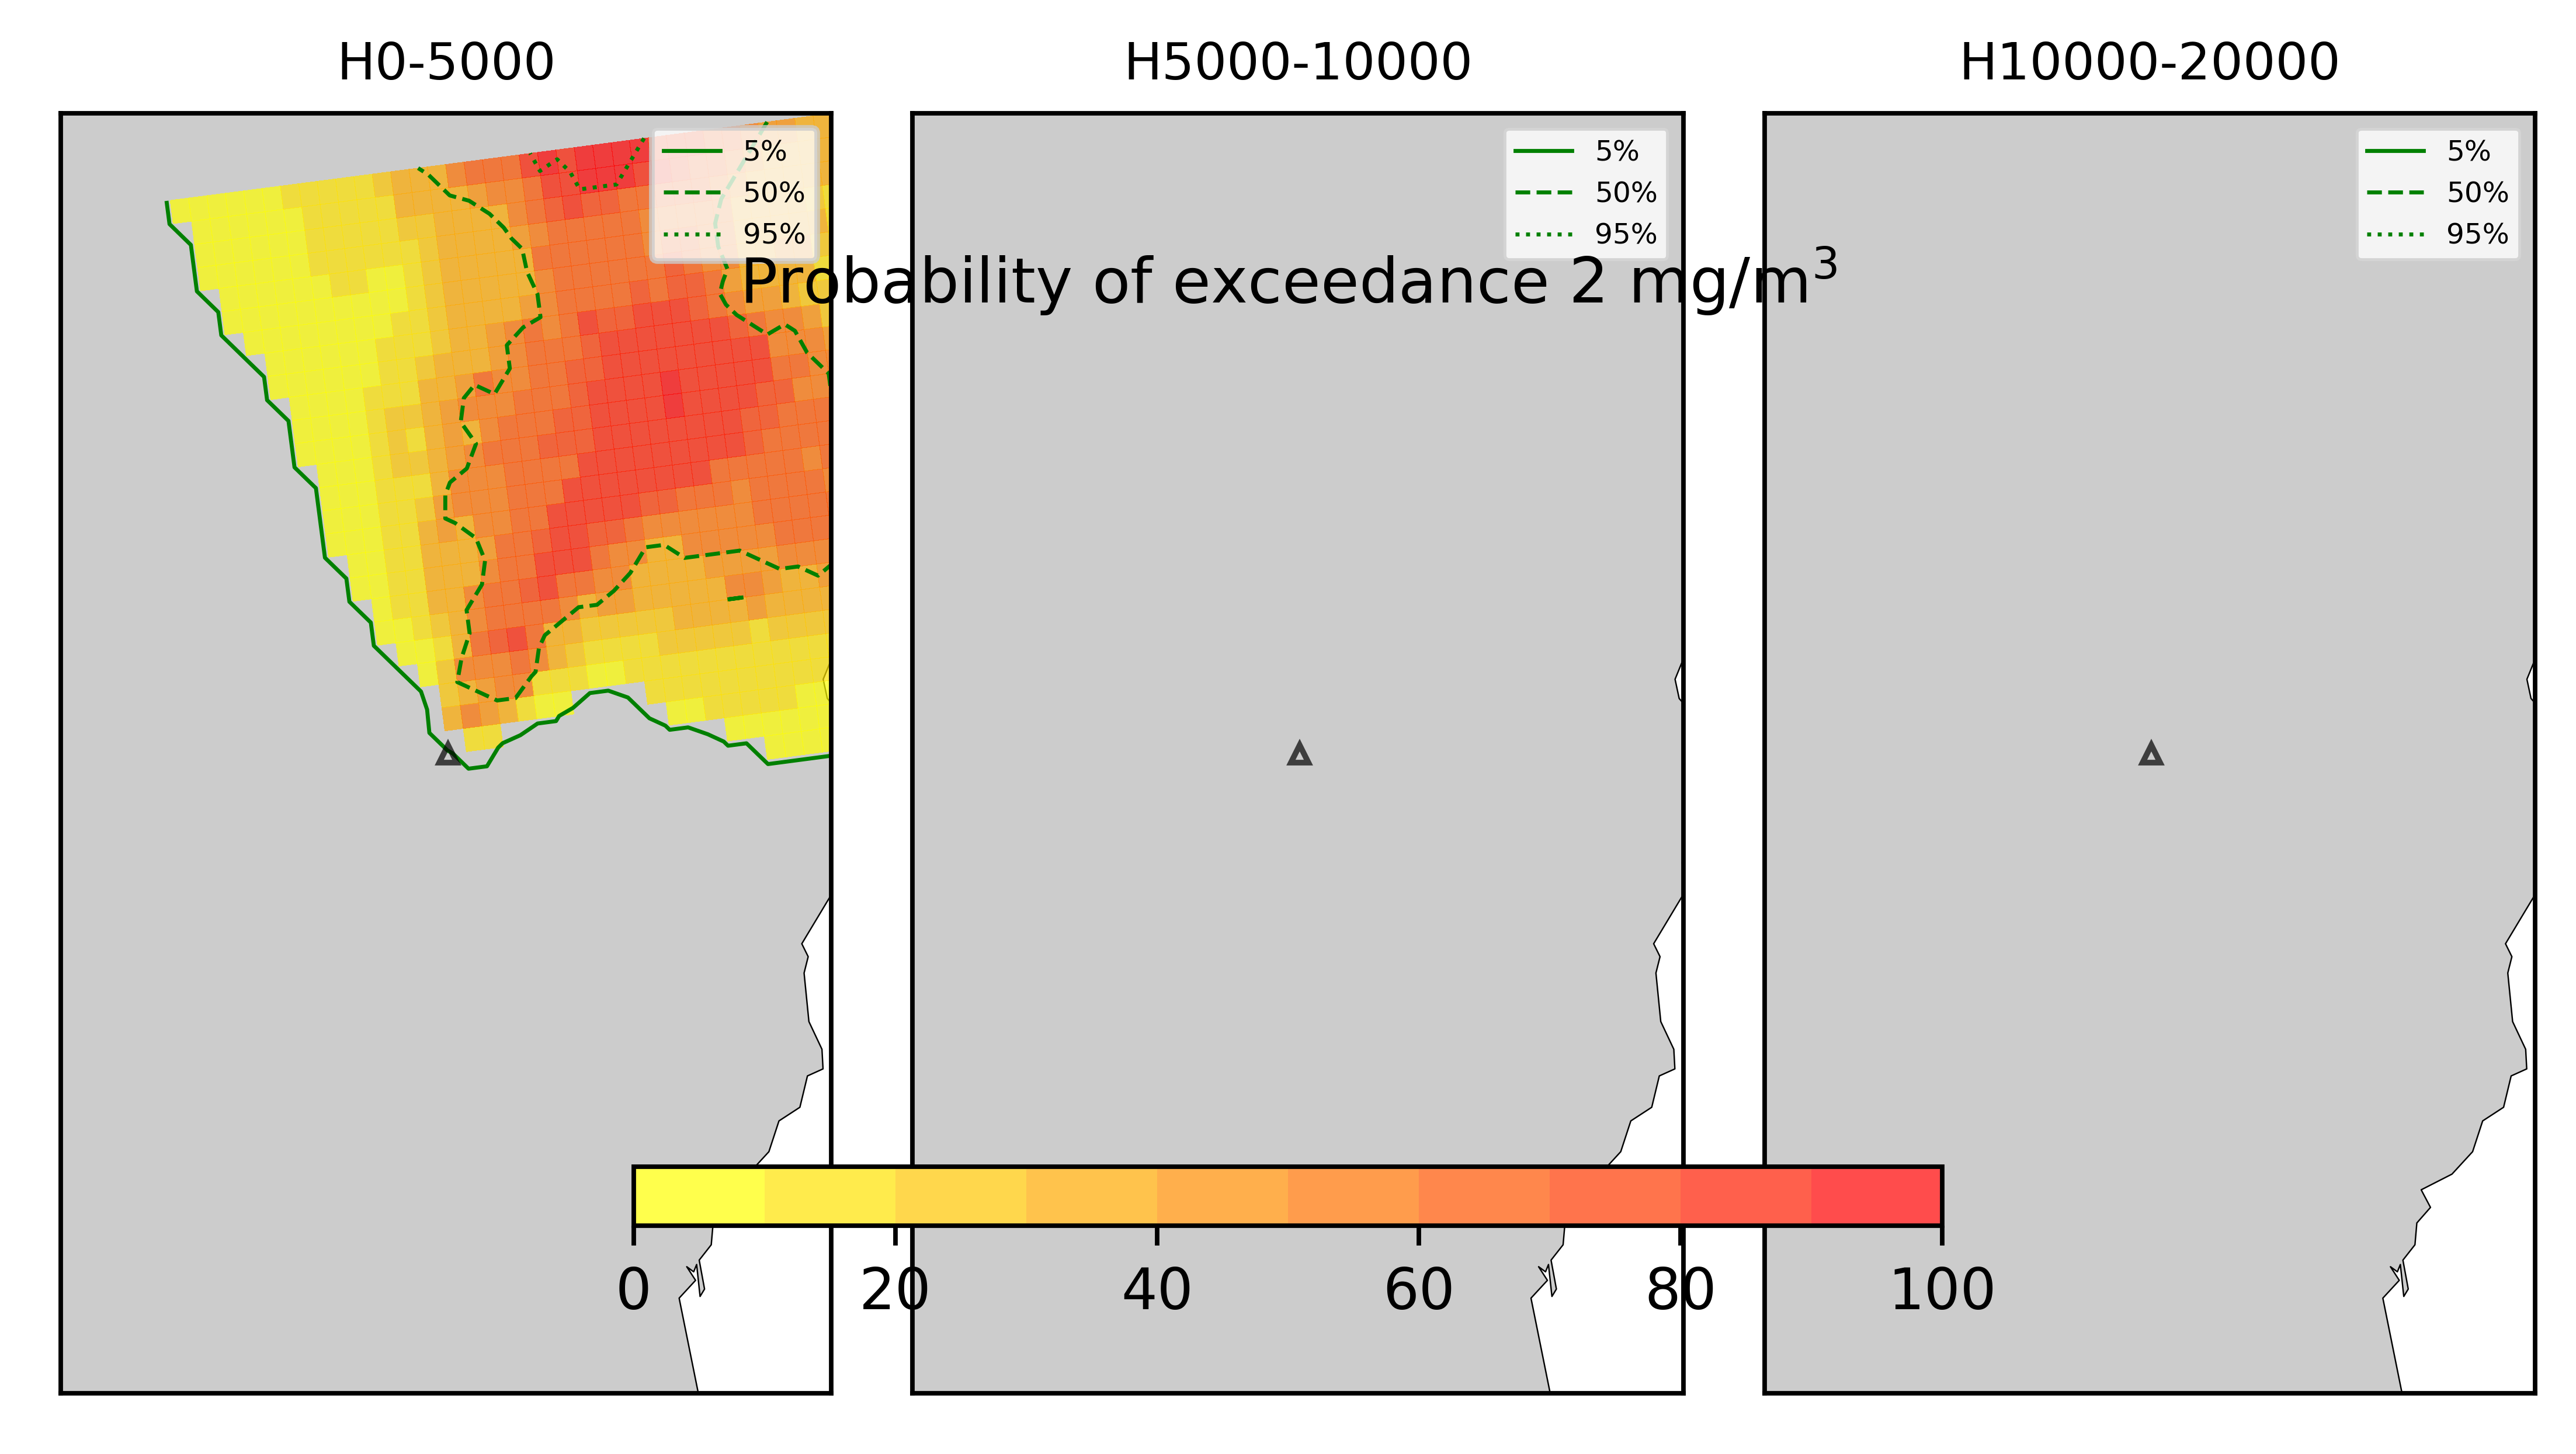 H0-5000 H5000-10000 H10000-20000
5% 5% 5%
50% 50% 50%
95% 95% 95%
Probability of exceedance 2 mg/m³
0 20 40 60 80 100